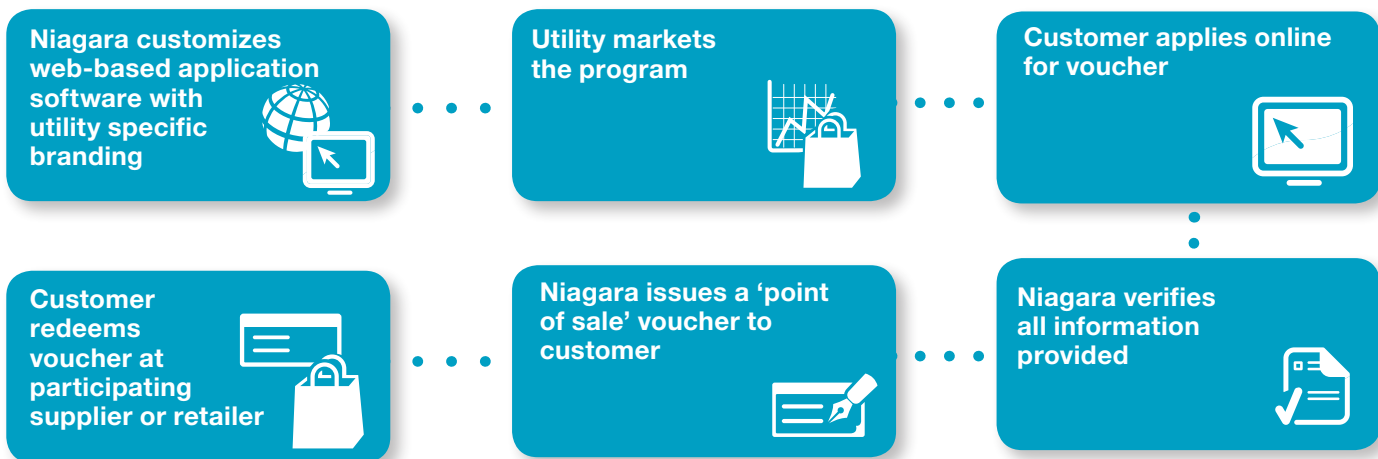 Niagara customizes
web-based application
software with
utility specific
branding
Utility markets
the program
Customer applies online
for voucher
Niagara verifies
all information
provided
Niagara issues a ‘point
of sale’ voucher to
customer
Customer
redeems
voucher at
participating
supplier or retailer